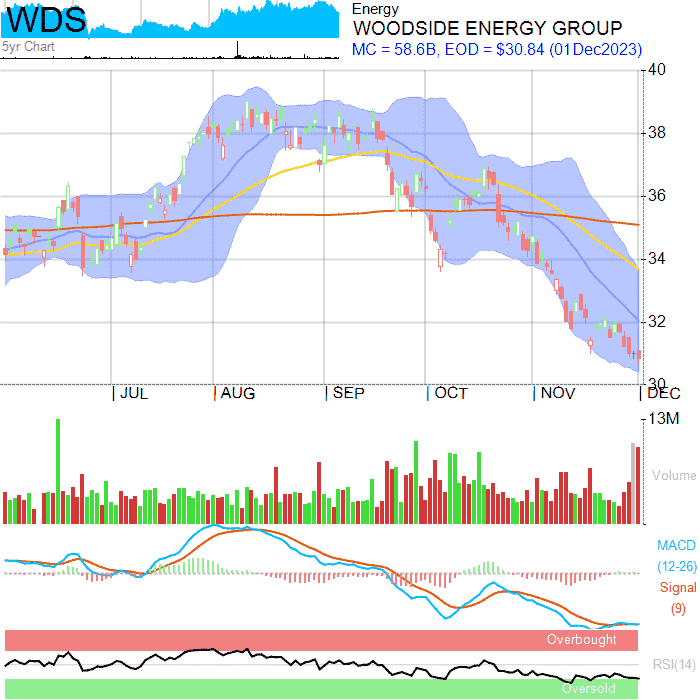 WDS
Energy
WOODSIDE ENERGY GROUP
5yr Chart
MC = 58.6B, EOD = $30.84 (01Dec2023)
40
38
36
34
32
30
JUL
AUG
SEP
OCT
NOV
DEC
13M
Volume
MACD
(12-26)
Signal
(9)
Overbought
RSI(14)
Oversold